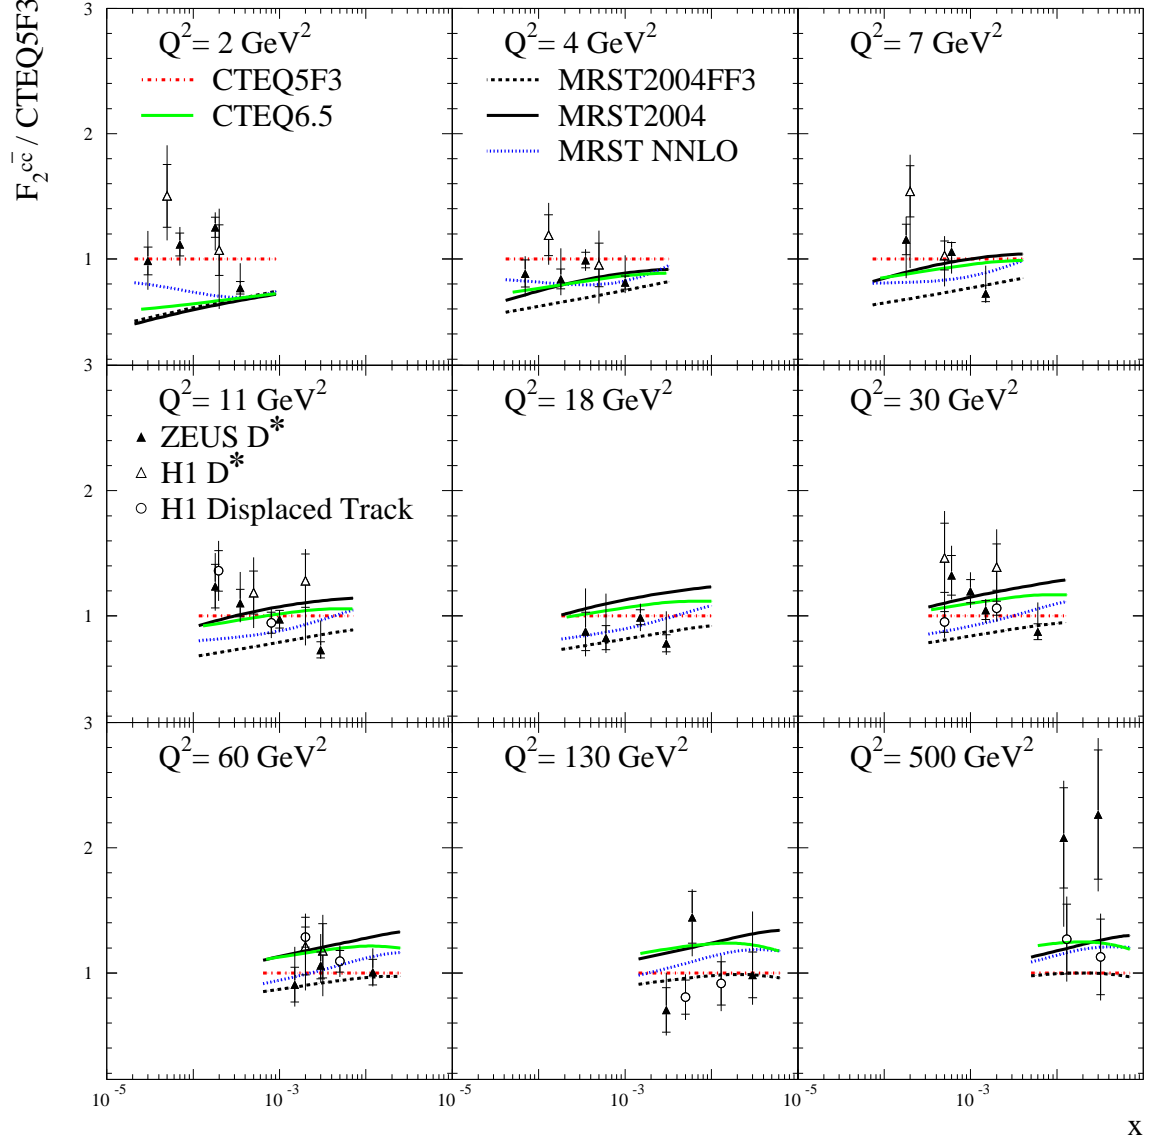 F₂ᶜᶜ̄ / CTEQ5F3
3
Q²= 2 GeV²
Q²= 4 GeV²
Q²= 7 GeV²
CTEQ5F3
CTEQ6.5
MRST2004FF3
MRST2004
MRST NNLO
2
1
3
Q²= 11 GeV²
Q²= 18 GeV²
Q²= 30 GeV²
ZEUS D*
H1 D*
H1 Displaced Track
2
1
3
Q²= 60 GeV²
Q²= 130 GeV²
Q²= 500 GeV²
2
1
10⁻⁵ 10⁻³ 10⁻⁵ 10⁻³ 10⁻⁵ 10⁻³ 10⁻¹
x